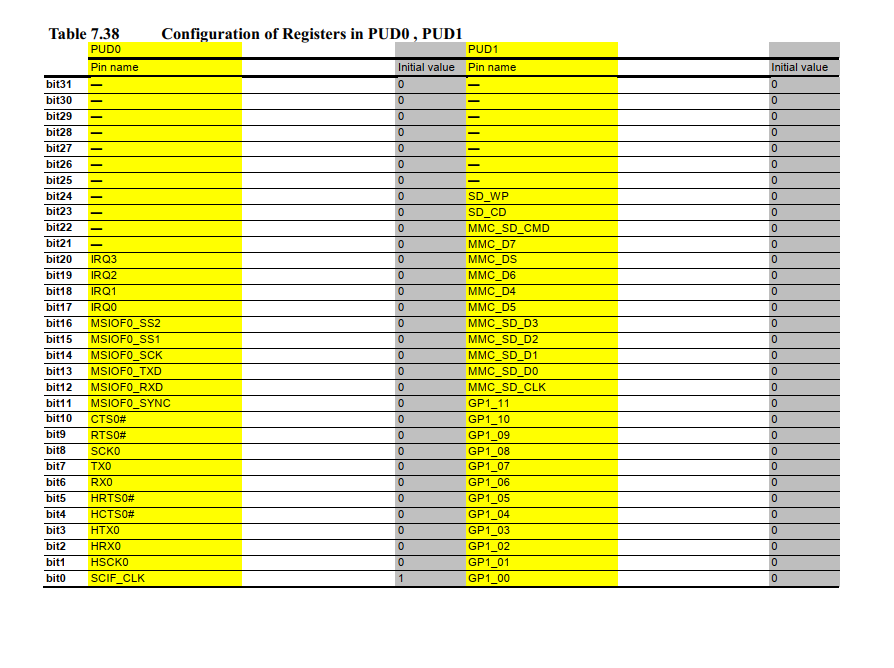 Table 7.38 Configuration of Registers in PUD0 , PUD1
PUD0 PUD1
Pin name Initial value Pin name Initial value
bit31 — 0 — 0
bit30 — 0 — 0
bit29 — 0 — 0
bit28 — 0 — 0
bit27 — 0 — 0
bit26 — 0 — 0
bit25 — 0 — 0
bit24 — 0 SD_WP 0
bit23 — 0 SD_CD 0
bit22 — 0 MMC_SD_CMD 0
bit21 — 0 MMC_D7 0
bit20 IRQ3 0 MMC_DS 0
bit19 IRQ2 0 MMC_D6 0
bit18 IRQ1 0 MMC_D4 0
bit17 IRQ0 0 MMC_D5 0
bit16 MSIOF0_SS2 0 MMC_SD_D3 0
bit15 MSIOF0_SS1 0 MMC_SD_D2 0
bit14 MSIOF0_SCK 0 MMC_SD_D1 0
bit13 MSIOF0_TXD 0 MMC_SD_D0 0
bit12 MSIOF0_RXD 0 MMC_SD_CLK 0
bit11 MSIOF0_SYNC 0 GP1_11 0
bit10 CTS0# 0 GP1_10 0
bit9 RTS0# 0 GP1_09 0
bit8 SCK0 0 GP1_08 0
bit7 TX0 0 GP1_07 0
bit6 RX0 0 GP1_06 0
bit5 HRTS0# 0 GP1_05 0
bit4 HCTS0# 0 GP1_04 0
bit3 HTX0 0 GP1_03 0
bit2 HRX0 0 GP1_02 0
bit1 HSCK0 0 GP1_01 0
bit0 SCIF_CLK 1 GP1_00 0